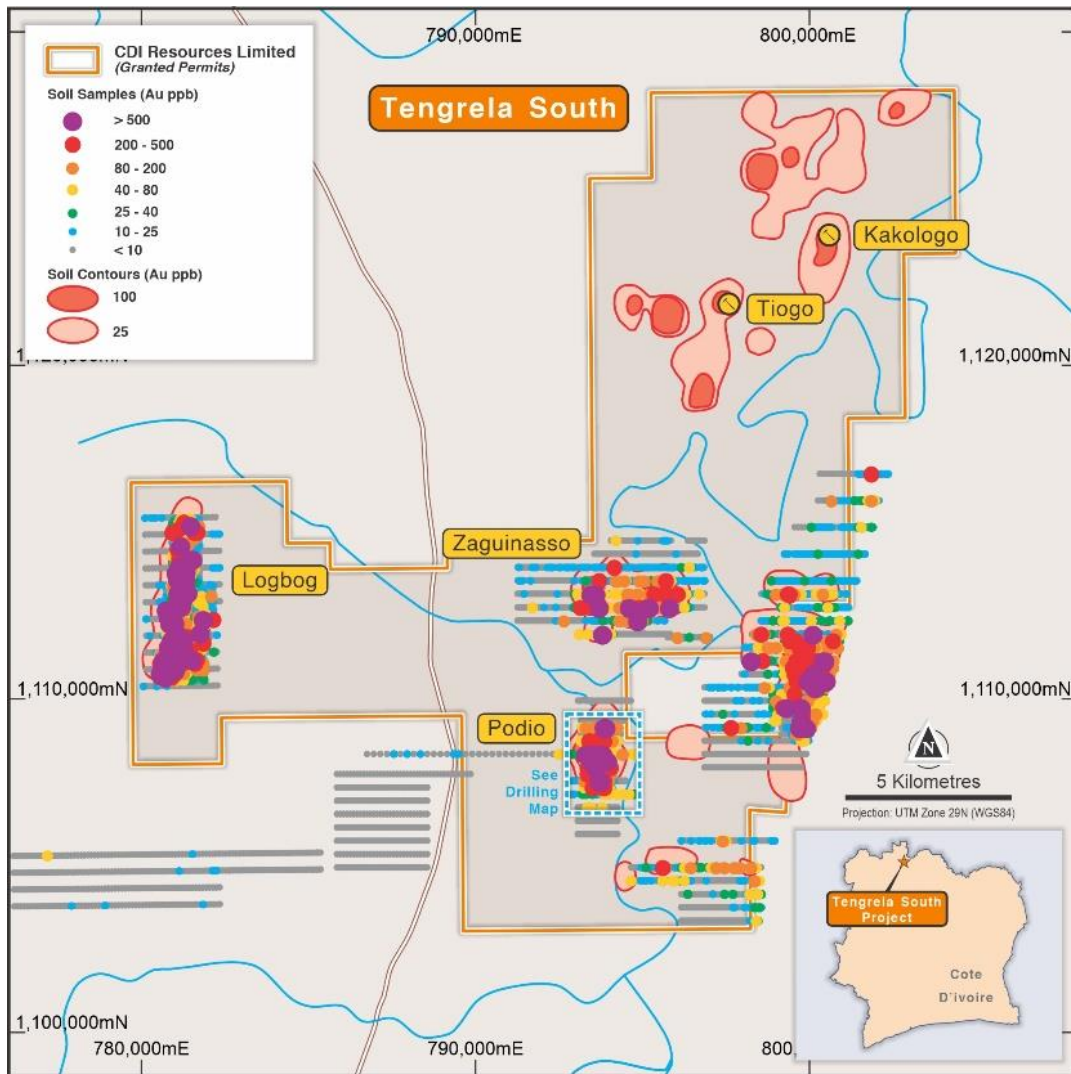 790,000mE
800,000mE
CDI Resources Limited
(Granted Permits)
Soil Samples (Au ppb)
> 500
200 - 500
80 - 200
40 - 80
25 - 40
10 - 25
< 10
Soil Contours (Au ppb)
100
25
Tengrela South
Kakologo
Tiogo
1,120,000mN
Zaguinasso
Logbog
1,110,000mN
1,110,000mN
Podio
See
Drilling
Map
N
5 Kilometres
Projection: UTM Zone 29N (WGS84)
Tengrela South
Project
Cote
D'ivoire
1,100,000mN
780,000mE
790,000mE